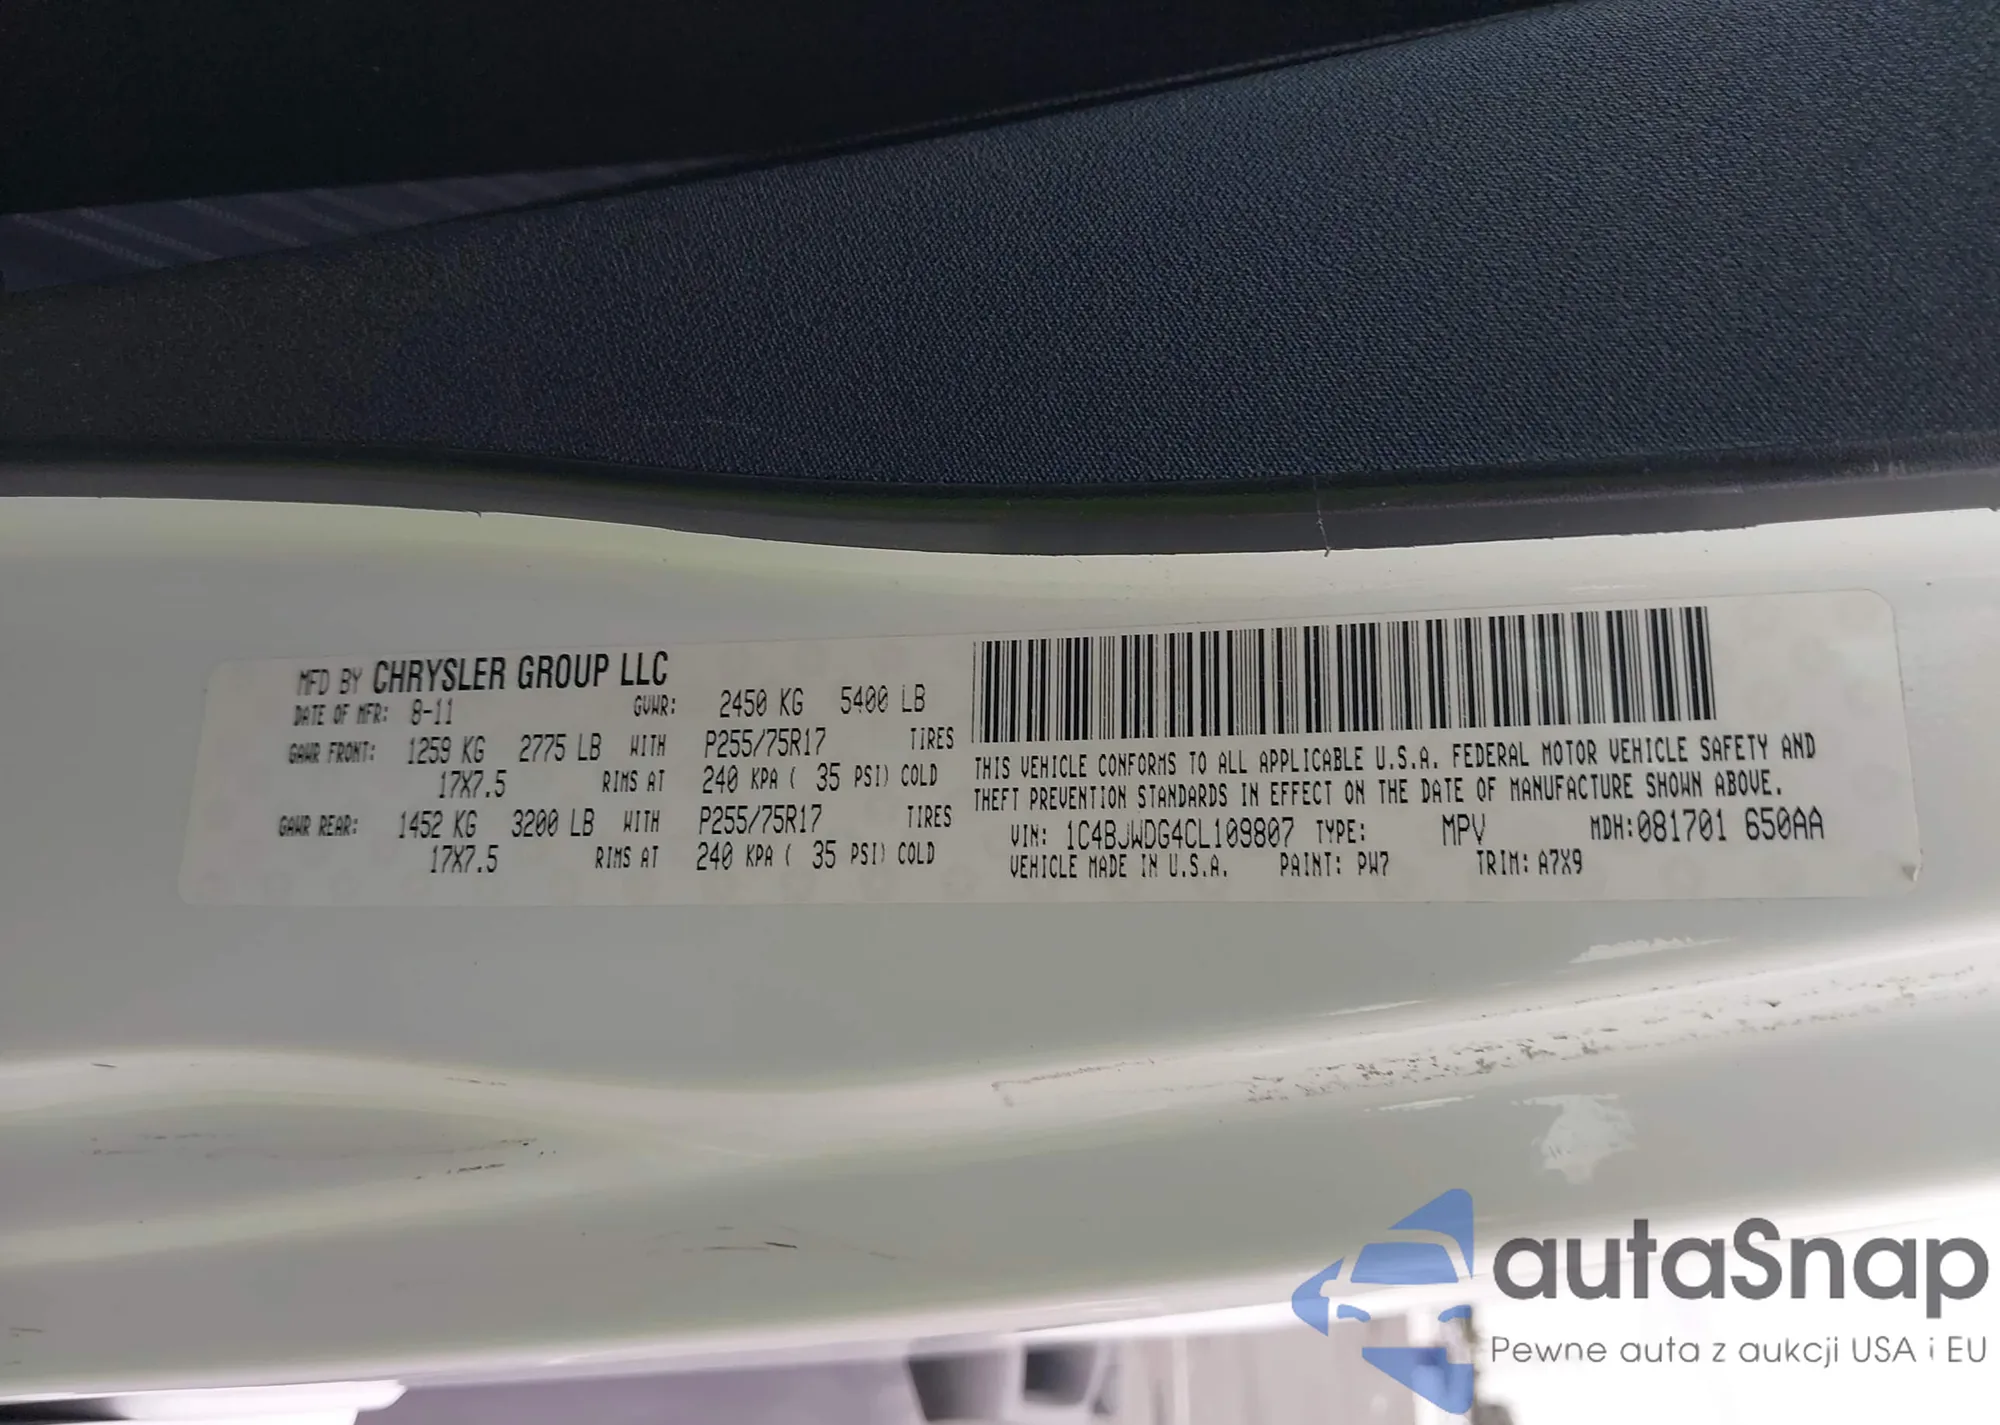 MFD BY CHRYSLER GROUP LLC
DATE OF MFR: 8-11 GVWR: 2450 KG 5400 LB
GAWR FRONT: 1259 KG 2775 LB WITH P255/75R17 TIRES
17X7.5 RIMS AT 240 KPA ( 35 PSI) COLD
GAWR REAR: 1452 KG 3200 LB WITH P255/75R17 TIRES
17X7.5 RIMS AT 240 KPA ( 35 PSI) COLD
THIS VEHICLE CONFORMS TO ALL APPLICABLE U.S.A. FEDERAL MOTOR VEHICLE SAFETY AND
THEFT PREVENTION STANDARDS IN EFFECT ON THE DATE OF MANUFACTURE SHOWN ABOVE.
VIN: 1C4BJWDG4CL109807 TYPE: MPV MDH:081701 650AA
VEHICLE MADE IN U.S.A. PAINT: PW7 TRIM: A7X9
autaSnap
Pewne auta z aukcji USA i EU